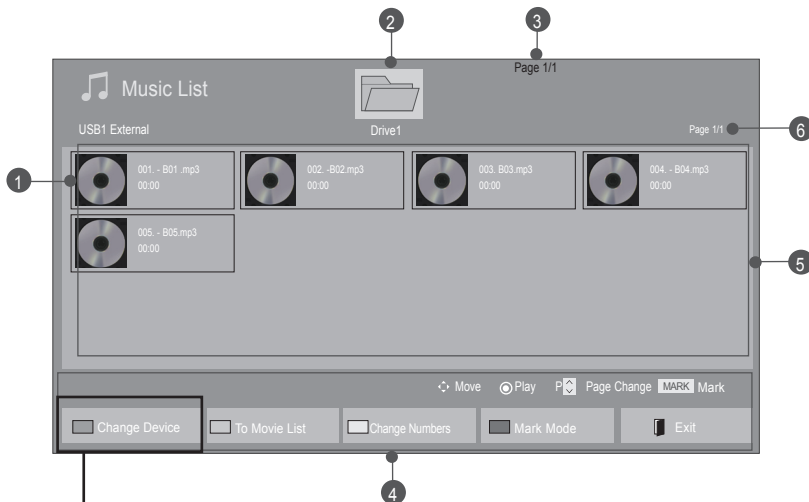 2
3
Page 1/1
Music List
USB1 External
Drive1
Page 1/1
6
1
001. - B01 .mp3
00:00
002. -B02.mp3
00:00
003. B03.mp3
00:00
004. - B04.mp3
00:00
005. - B05.mp3
00:00
5
Move Play P Page Change MARK Mark
Change Device To Movie List Change Numbers Mark Mode Exit
4